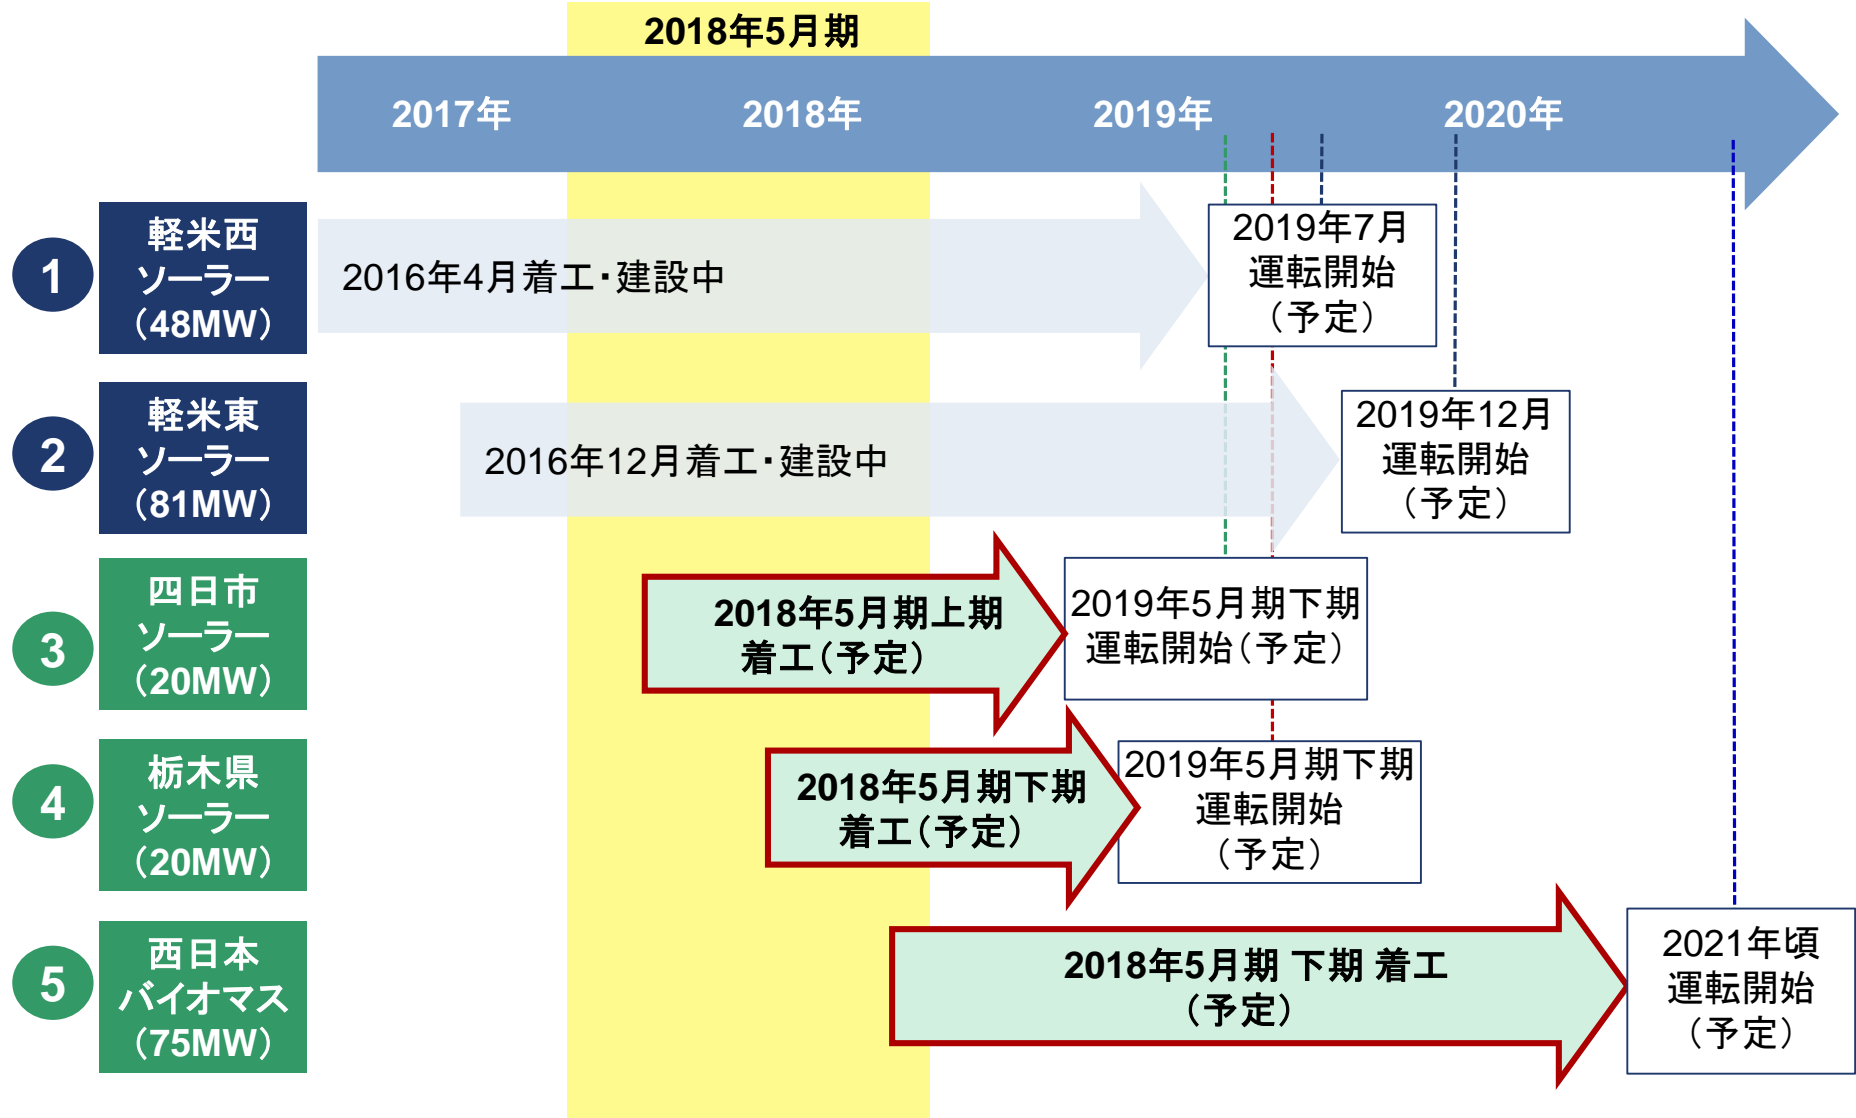 2018年5月期
2017年
2018年
2019年
2020年
1
軽米西
ソーラー
（48MW）
2016年4月着工・建設中
2019年7月
運転開始
（予定）
2
軽米東
ソーラー
（81MW）
2016年12月着工・建設中
2019年12月
運転開始
（予定）
3
四日市
ソーラー
（20MW）
2018年5月期上期
着工（予定）
2019年5月期下期
運転開始（予定）
4
栃木県
ソーラー
（20MW）
2018年5月期下期
着工（予定）
2019年5月期下期
運転開始
（予定）
5
西日本
バイオマス
（75MW）
2018年5月期 下期 着工
（予定）
2021年頃
運転開始
（予定）